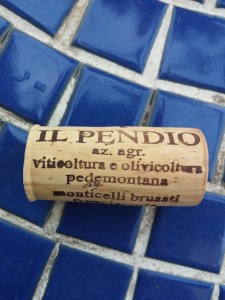 IL PENDIO
az. agr.
viticoltura e olivicoltura
pedemontana
monticelli brusati